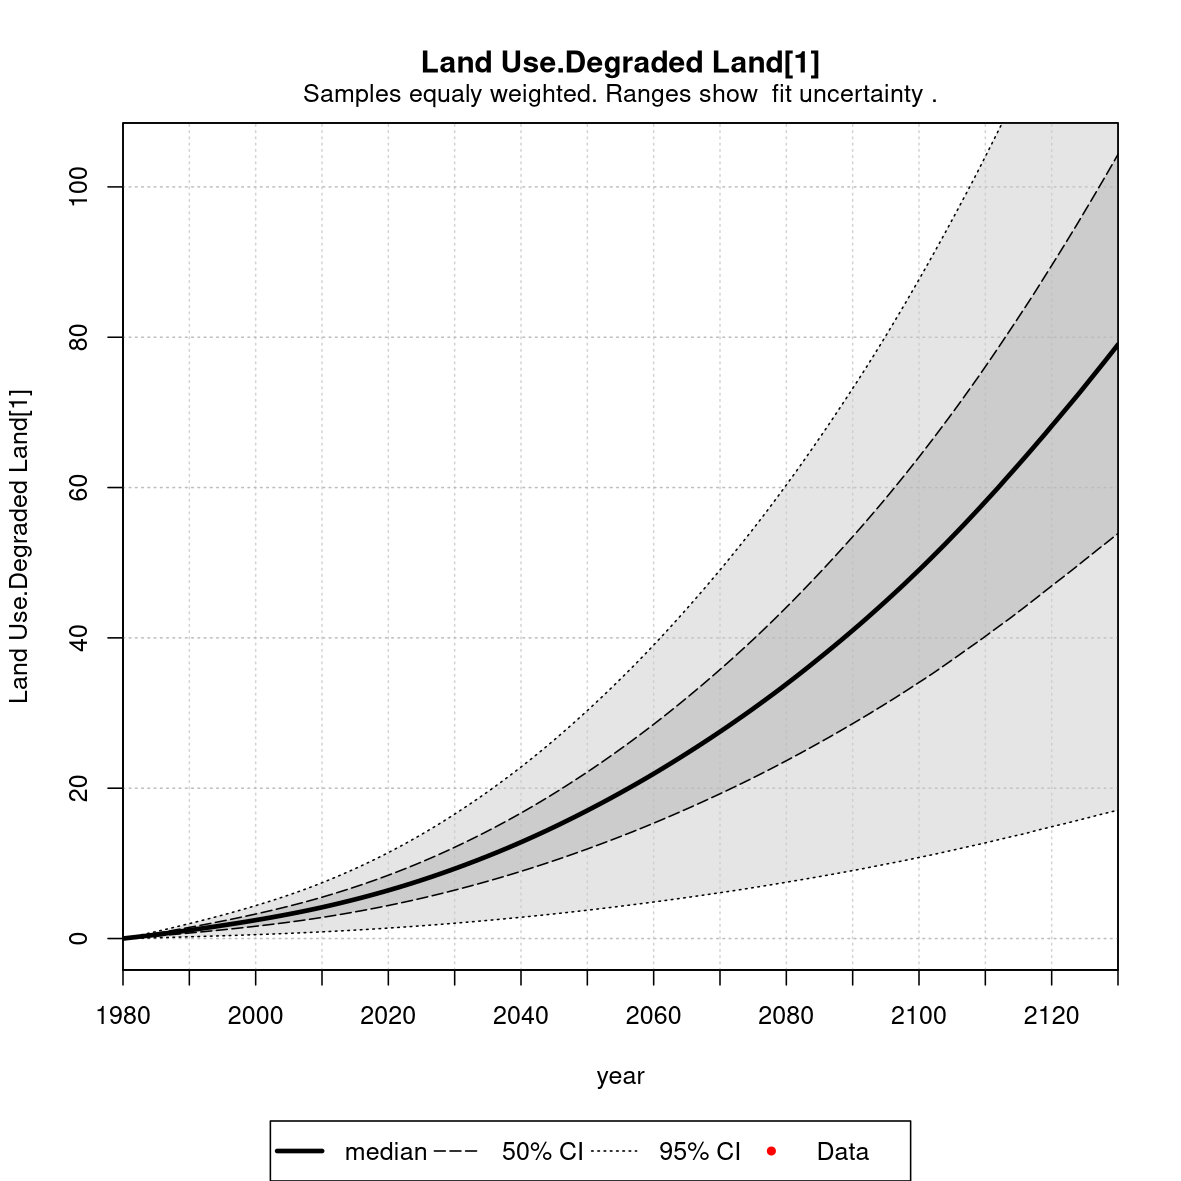 Land Use.Degraded Land[1]
Samples equaly weighted. Ranges show  fit uncertainty .
Land Use.Degraded Land[1]
100
80
60
40
20
0
1980 2000 2020 2040 2060 2080 2100 2120
year
median 50% CI 95% CI Data